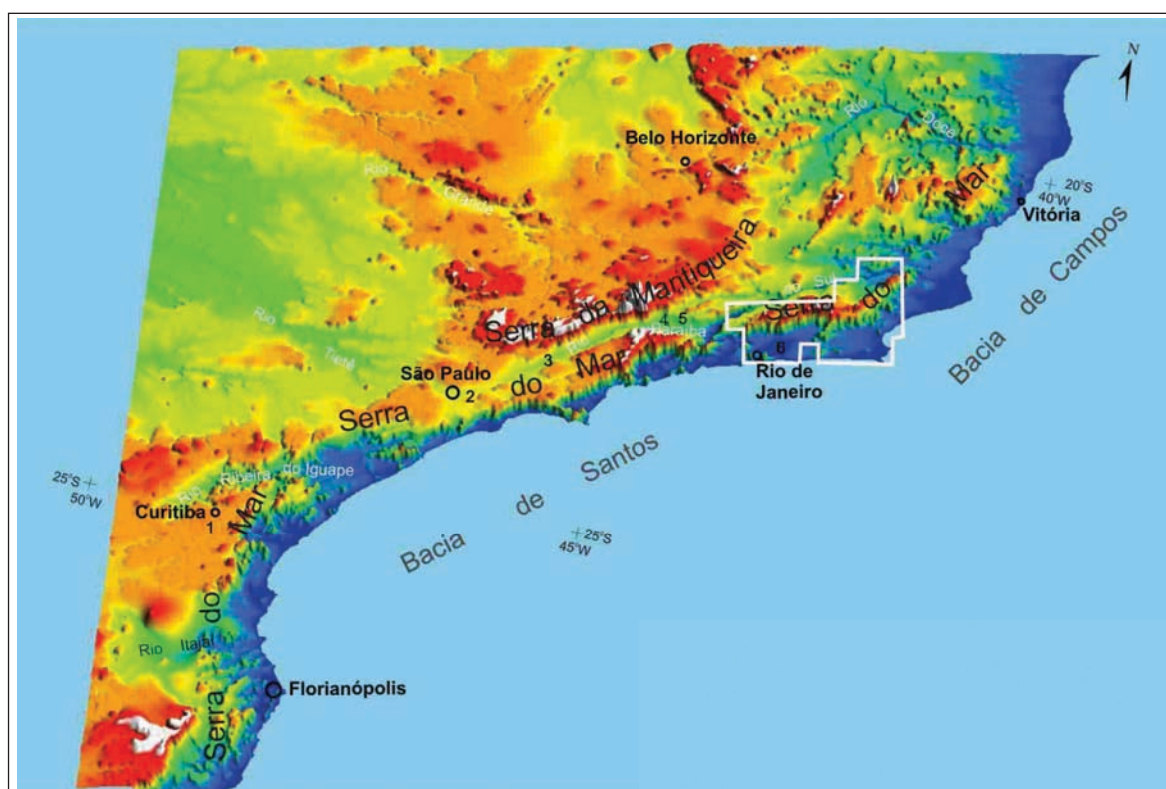 N
Rio Doce
Belo Horizonte
Rio Grande
Mar
20°S
40°W
Vitória
Serra da Mantiqueira
do Sul
Serra do
Bacia de Campos
4 5
Rio Paraíba
3
Rio Tietê
São Paulo
2
do Mar
6
Rio de
Janeiro
Serra
Bacia de Santos
25°S
50°W
Rio Ribeira do Iguape
Curitiba
1
Mar
25°S
45°W
do
Rio Itajaí
Serra
Florianópolis